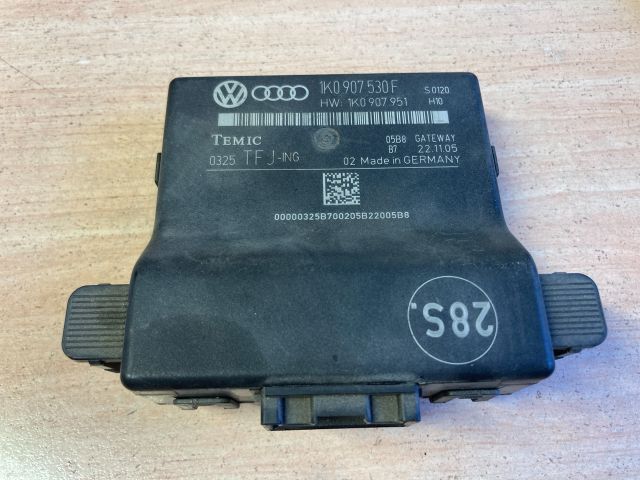 1K0 907 530 F S 0120
HW: 1K0 907 951 H10
TEMIC 05B8 GATEWAY
B7 22.11.05
0325 TFJ-ING 02 Made in GERMANY
00000325B700205B22005B8
28S.